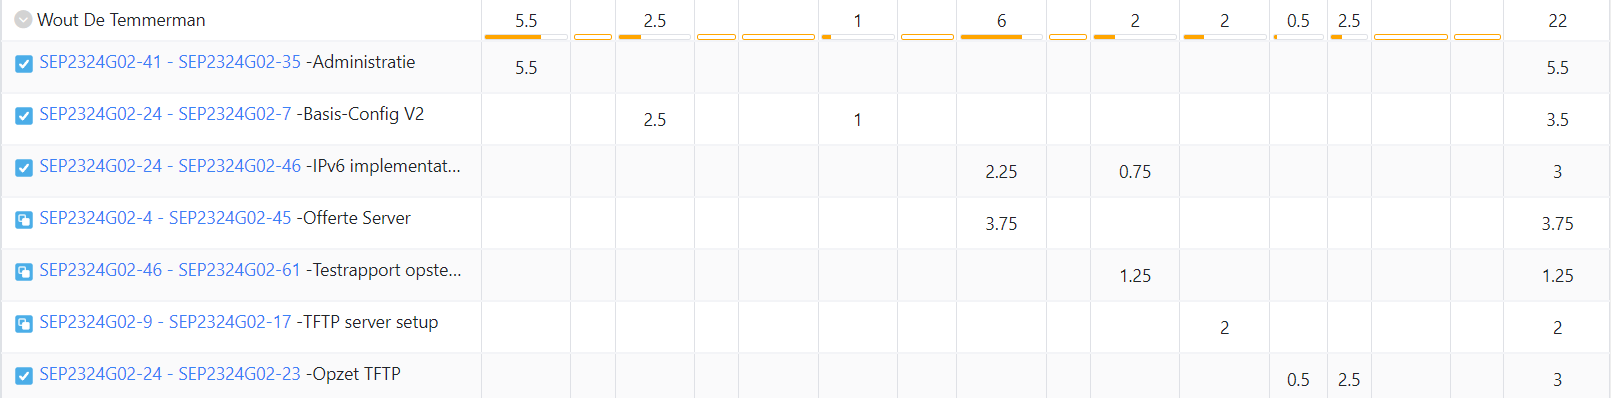 Wout De Temmerman 5.5 2.5 1 6 2 2 0.5 2.5 22
SEP2324G02-41 - SEP2324G02-35 -Administratie 5.5 5.5
SEP2324G02-24 - SEP2324G02-7 -Basis-Config V2 2.5 1 3.5
SEP2324G02-24 - SEP2324G02-46 -IPv6 implementat... 2.25 0.75 3
SEP2324G02-4 - SEP2324G02-45 -Offerte Server 3.75 3.75
SEP2324G02-46 - SEP2324G02-61 -Testrapport opste... 1.25 1.25
SEP2324G02-9 - SEP2324G02-17 -TFTP server setup 2 2
SEP2324G02-24 - SEP2324G02-23 -Opzet TFTP 0.5 2.5 3